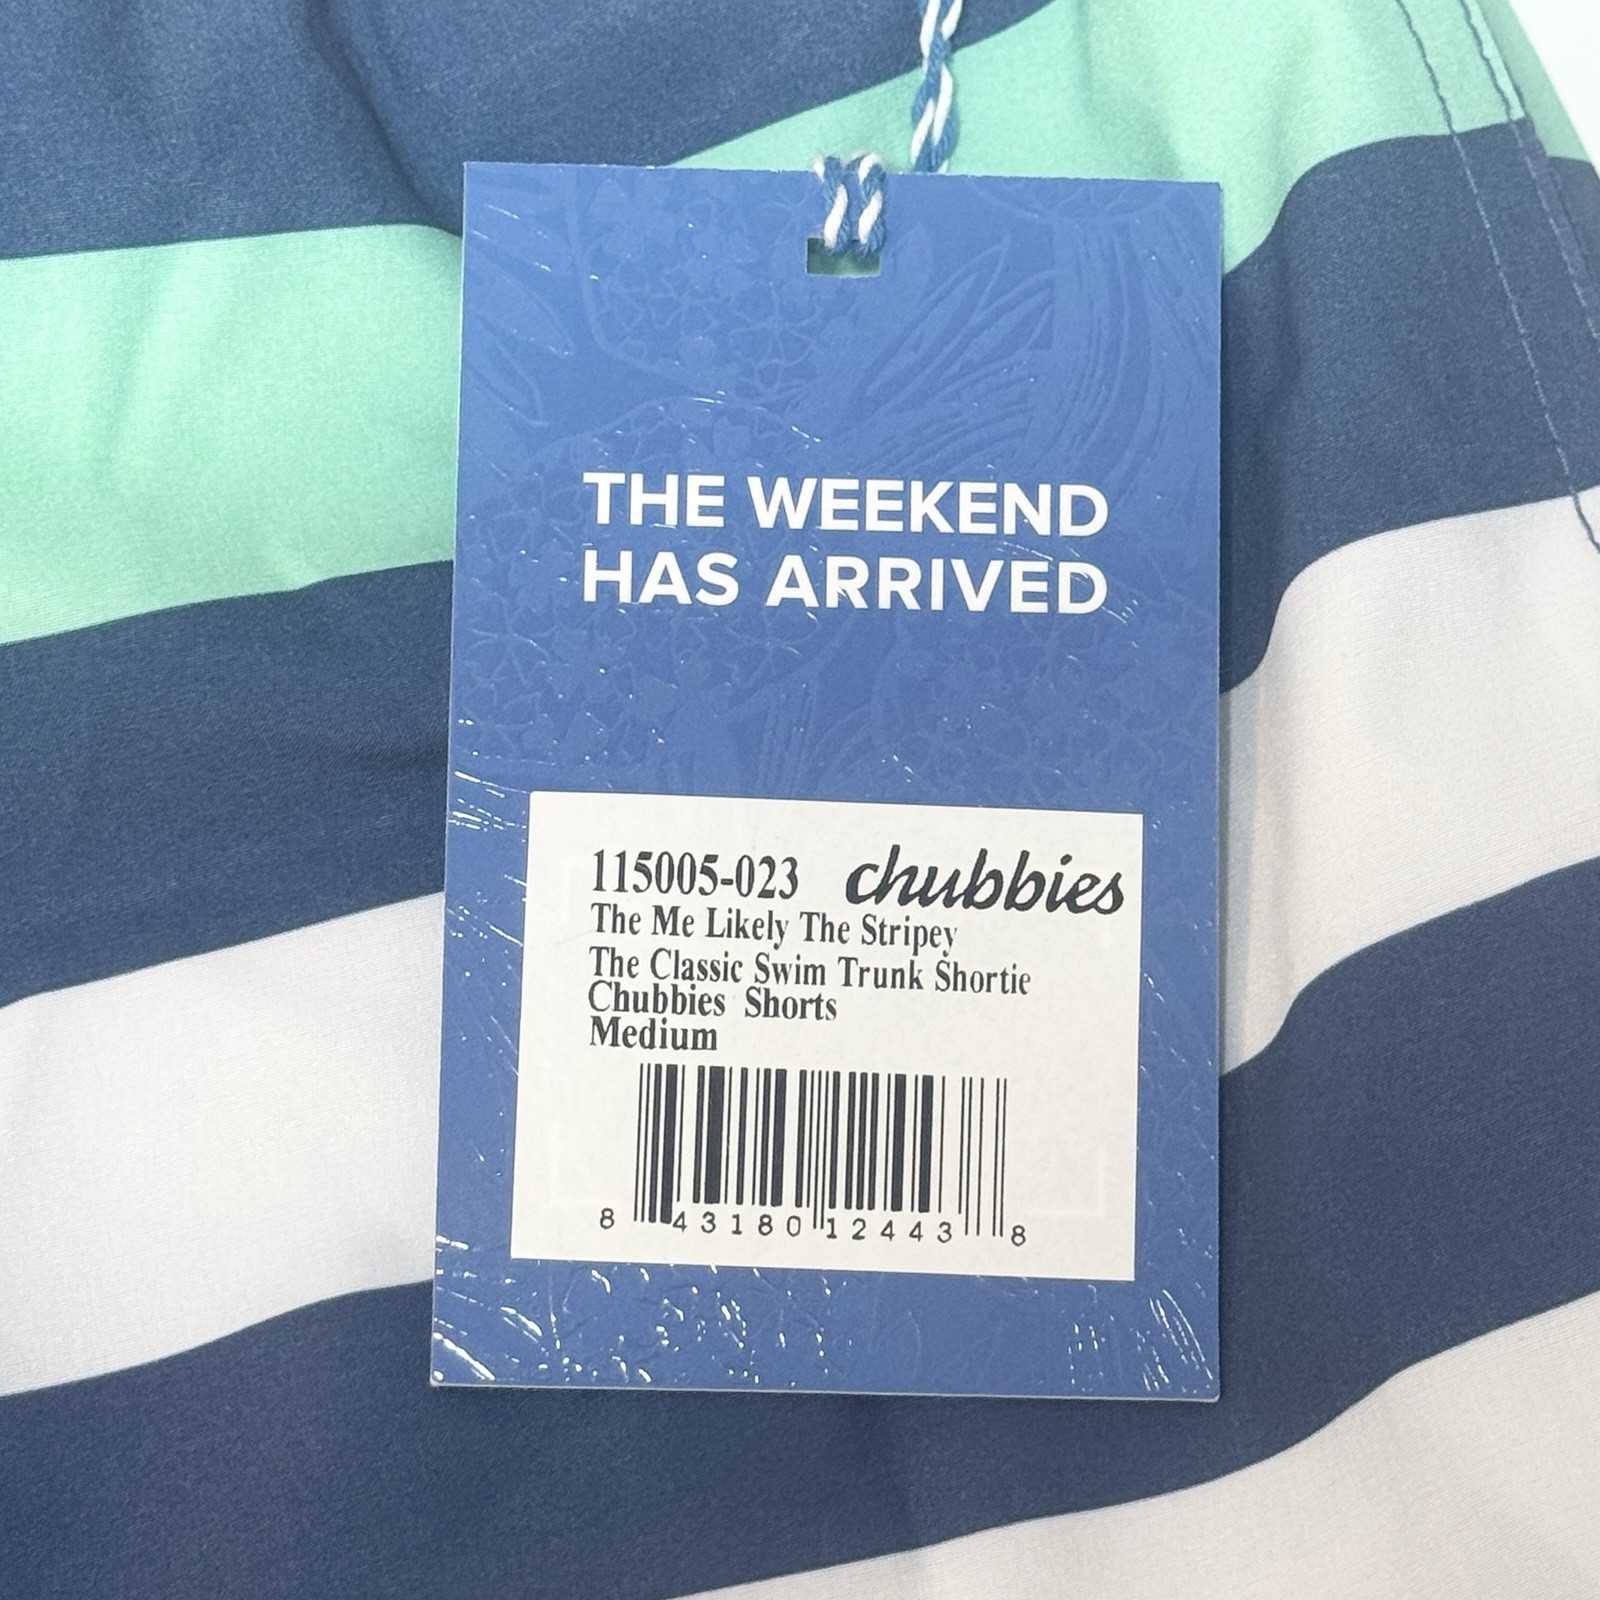 THE WEEKEND
HAS ARRIVED
115005-023 chubbies
The Me Likely The Stripey
The Classic Swim Trunk Shortie
Chubbies Shorts
Medium
8 43180 12443 8